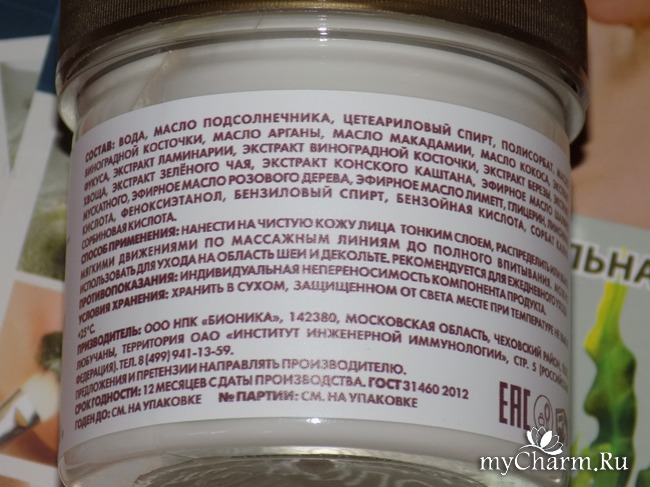 СОСТАВ: ВОДА, МАСЛО ПОДСОЛНЕЧНИКА, ЦЕТЕАРИЛОВЫЙ СПИРТ, ПОЛИСОРБАТ,
ВИНОГРАДНОЙ КОСТОЧКИ, МАСЛО АРГАНЫ, МАСЛО МАКАДАМИИ, МАСЛО КОКОСА,
ФУКУСА, ЭКСТРАКТ ЛАМИНАРИИ, ЭКСТРАКТ ВИНОГРАДНОЙ КОСТОЧКИ, ЭКСТРАКТ БЕРЕЗЫ,
ХВОЩА, ЭКСТРАКТ ЗЕЛЁНОГО ЧАЯ, ЭКСТРАКТ КОНСКОГО КАШТАНА, ЭФИРНОЕ МАСЛО
МУСКАТНОГО, ЭФИРНОЕ МАСЛО РОЗОВОГО ДЕРЕВА, ЭФИРНОЕ МАСЛО ЛИМЕТТ, ГЛИЦЕРИН,
КИСЛОТА, ФЕНОКСИЭТАНОЛ, БЕНЗИЛОВЫЙ СПИРТ, БЕНЗОЙНАЯ КИСЛОТА, СОРБАТ
СОРБИНОВАЯ КИСЛОТА.
СПОСОБ ПРИМЕНЕНИЯ: НАНЕСТИ НА ЧИСТУЮ КОЖУ ЛИЦА ТОНКИМ СЛОЕМ, РАСПРЕДЕЛИТЬ
МЯГКИМИ ДВИЖЕНИЯМИ ПО МАССАЖНЫМ ЛИНИЯМ ДО ПОЛНОГО ВПИТЫВАНИЯ.
ИСПОЛЬЗОВАТЬ ДЛЯ УХОДА НА ОБЛАСТЬ ШЕИ И ДЕКОЛЬТЕ. РЕКОМЕНДУЕТСЯ ДЛЯ ЕЖЕДНЕВНОГО
ПРОТИВОПОКАЗАНИЯ: ИНДИВИДУАЛЬНАЯ НЕПЕРЕНОСИМОСТЬ КОМПОНЕНТА ПРОДУКТА.
УСЛОВИЯ ХРАНЕНИЯ: ХРАНИТЬ В СУХОМ, ЗАЩИЩЕННОМ ОТ СВЕТА МЕСТЕ ПРИ ТЕМПЕРАТУРЕ НЕ
+25°С.
ПРОИЗВОДИТЕЛЬ: ООО НПК «БИОНИКА», 142380, МОСКОВСКАЯ ОБЛАСТЬ, ЧЕХОВСКИЙ РАЙОН,
ЛЮБУЧАНЫ, ТЕРРИТОРИЯ ОАО «ИНСТИТУТ ИНЖЕНЕРНОЙ ИММУНОЛОГИИ», СТР. 5
ФЕДЕРАЦИЯ). ТЕЛ. 8 (499) 941-13-59.
ПРЕДЛОЖЕНИЯ И ПРЕТЕНЗИИ НАПРАВЛЯТЬ ПРОИЗВОДИТЕЛЮ.
СРОК ГОДНОСТИ: 12 МЕСЯЦЕВ С ДАТЫ ПРОИЗВОДСТВА. ГОСТ 31460 2012
ГОДЕН ДО: СМ. НА УПАКОВКЕ № ПАРТИИ: СМ. НА УПАКОВКЕ
EAC
ЛЬНА
myCharm.Ru